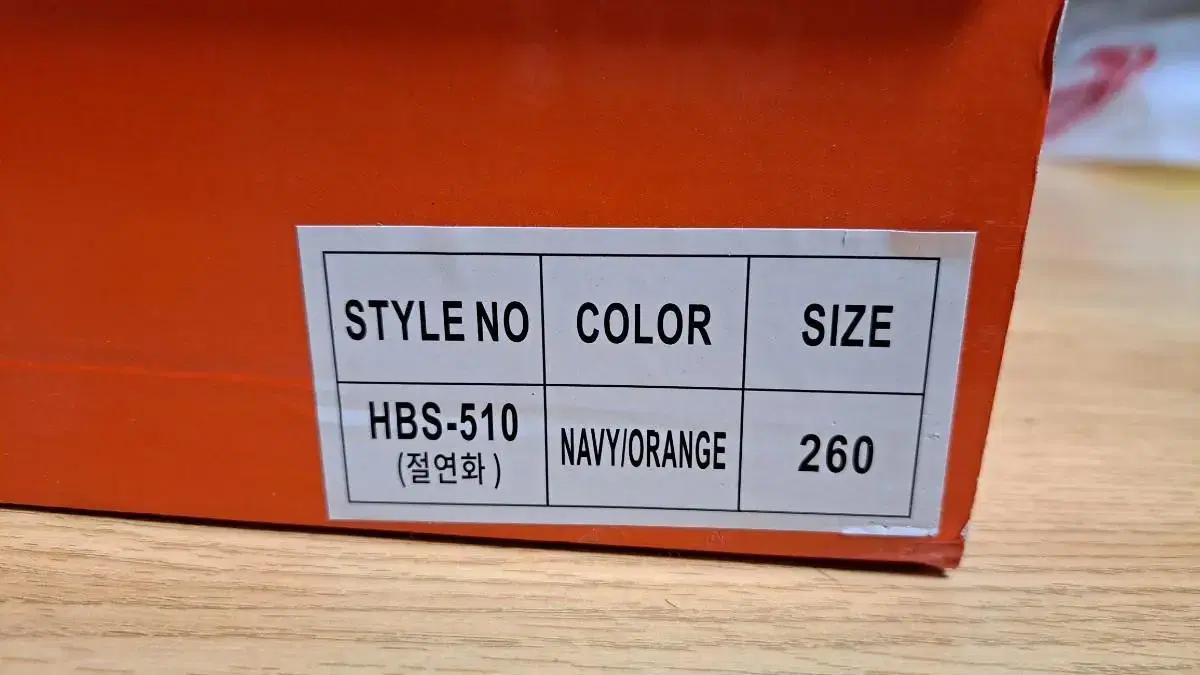 STYLE NO COLOR SIZE
HBS-510 NAVY/ORANGE 260
(절연화)